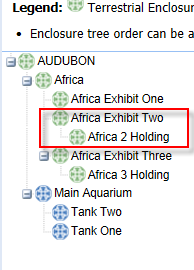 Legend: Terrestrial Enclosu
• Enclosure tree order can be a
AUDUBON
Africa
Africa Exhibit One
Africa Exhibit Two
Africa 2 Holding
Africa Exhibit Three
Africa 3 Holding
Main Aquarium
Tank Two
Tank One